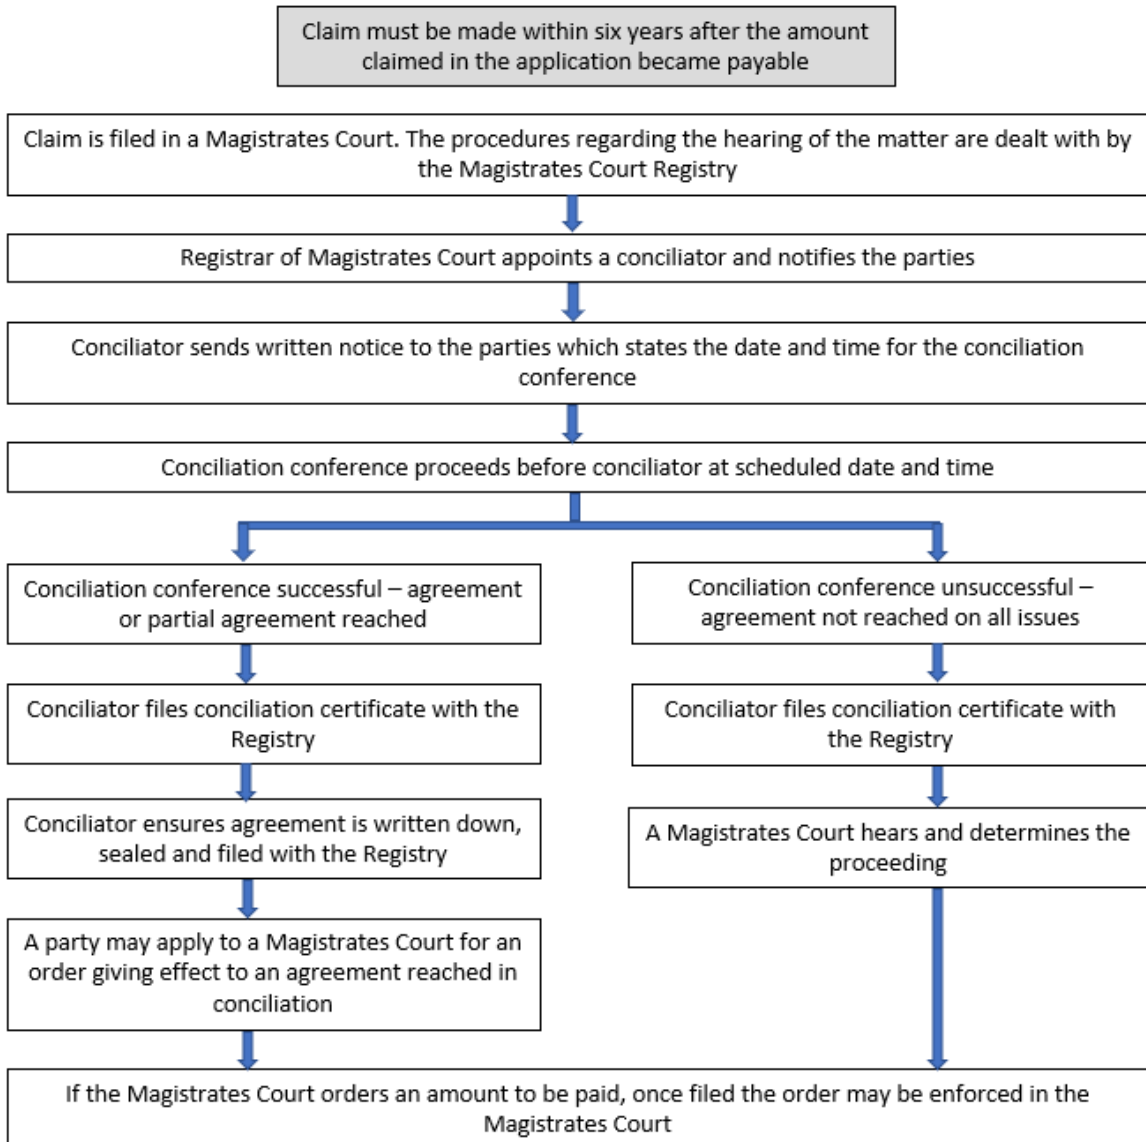 Claim must be made within six years after the amount
claimed in the application became payable
Claim is filed in a Magistrates Court. The procedures regarding the hearing of the matter are dealt with by
the Magistrates Court Registry
Registrar of Magistrates Court appoints a conciliator and notifies the parties
Conciliator sends written notice to the parties which states the date and time for the conciliation
conference
Conciliation conference proceeds before conciliator at scheduled date and time
Conciliation conference successful – agreement
or partial agreement reached
Conciliator files conciliation certificate with the
Registry
Conciliator ensures agreement is written down,
sealed and filed with the Registry
A party may apply to a Magistrates Court for an
order giving effect to an agreement reached in
conciliation
Conciliation conference unsuccessful –
agreement not reached on all issues
Conciliator files conciliation certificate with
the Registry
A Magistrates Court hears and determines the
proceeding
If the Magistrates Court orders an amount to be paid, once filed the order may be enforced in the
Magistrates Court